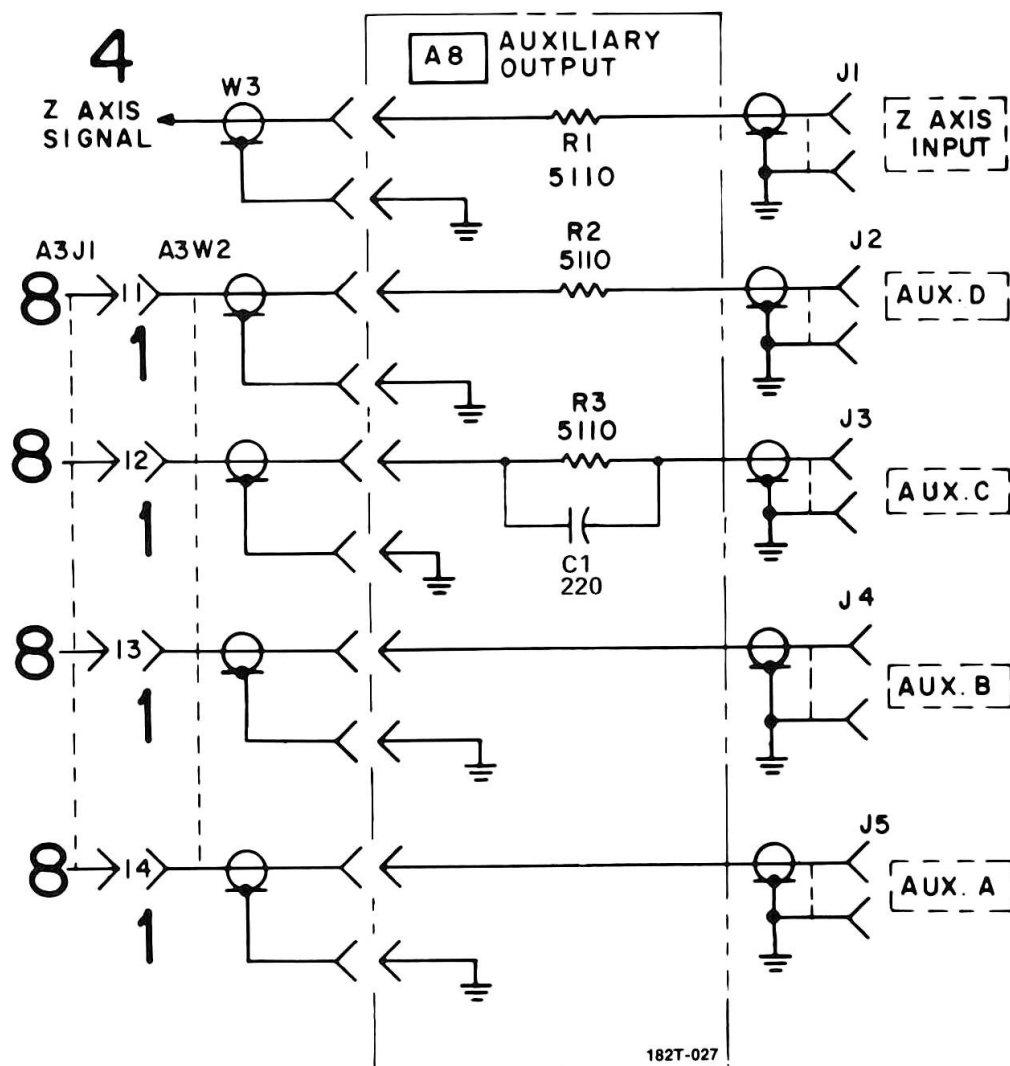 4
A8
AUXILIARY
OUTPUT
W3
J1
Z AXIS
SIGNAL
Z AXIS
INPUT
R1
5110
A3J1
A3W2
R2
5110
J2
8
11
1
AUX. D
R3
5110
J3
8
12
1
AUX. C
C1
220
J4
8
13
1
AUX. B
J5
8
14
1
AUX. A
182T-027